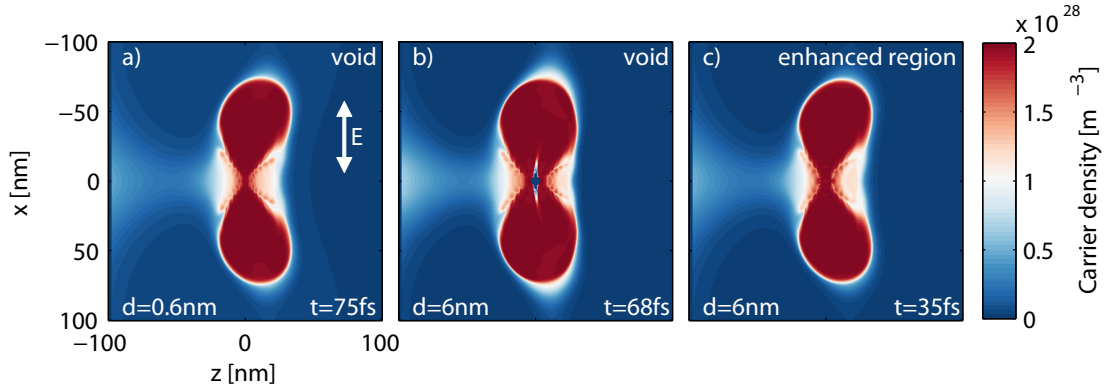 x 10 28
a) void
b) void
c) enhanced region
E
d=0.6nm t=75fs
d=6nm t=68fs
d=6nm t=35fs
−100
−50
0
50
100
x [nm]
−100 0 100
z [nm]
2
1.5
1
0.5
0
Carrier density [m −3]